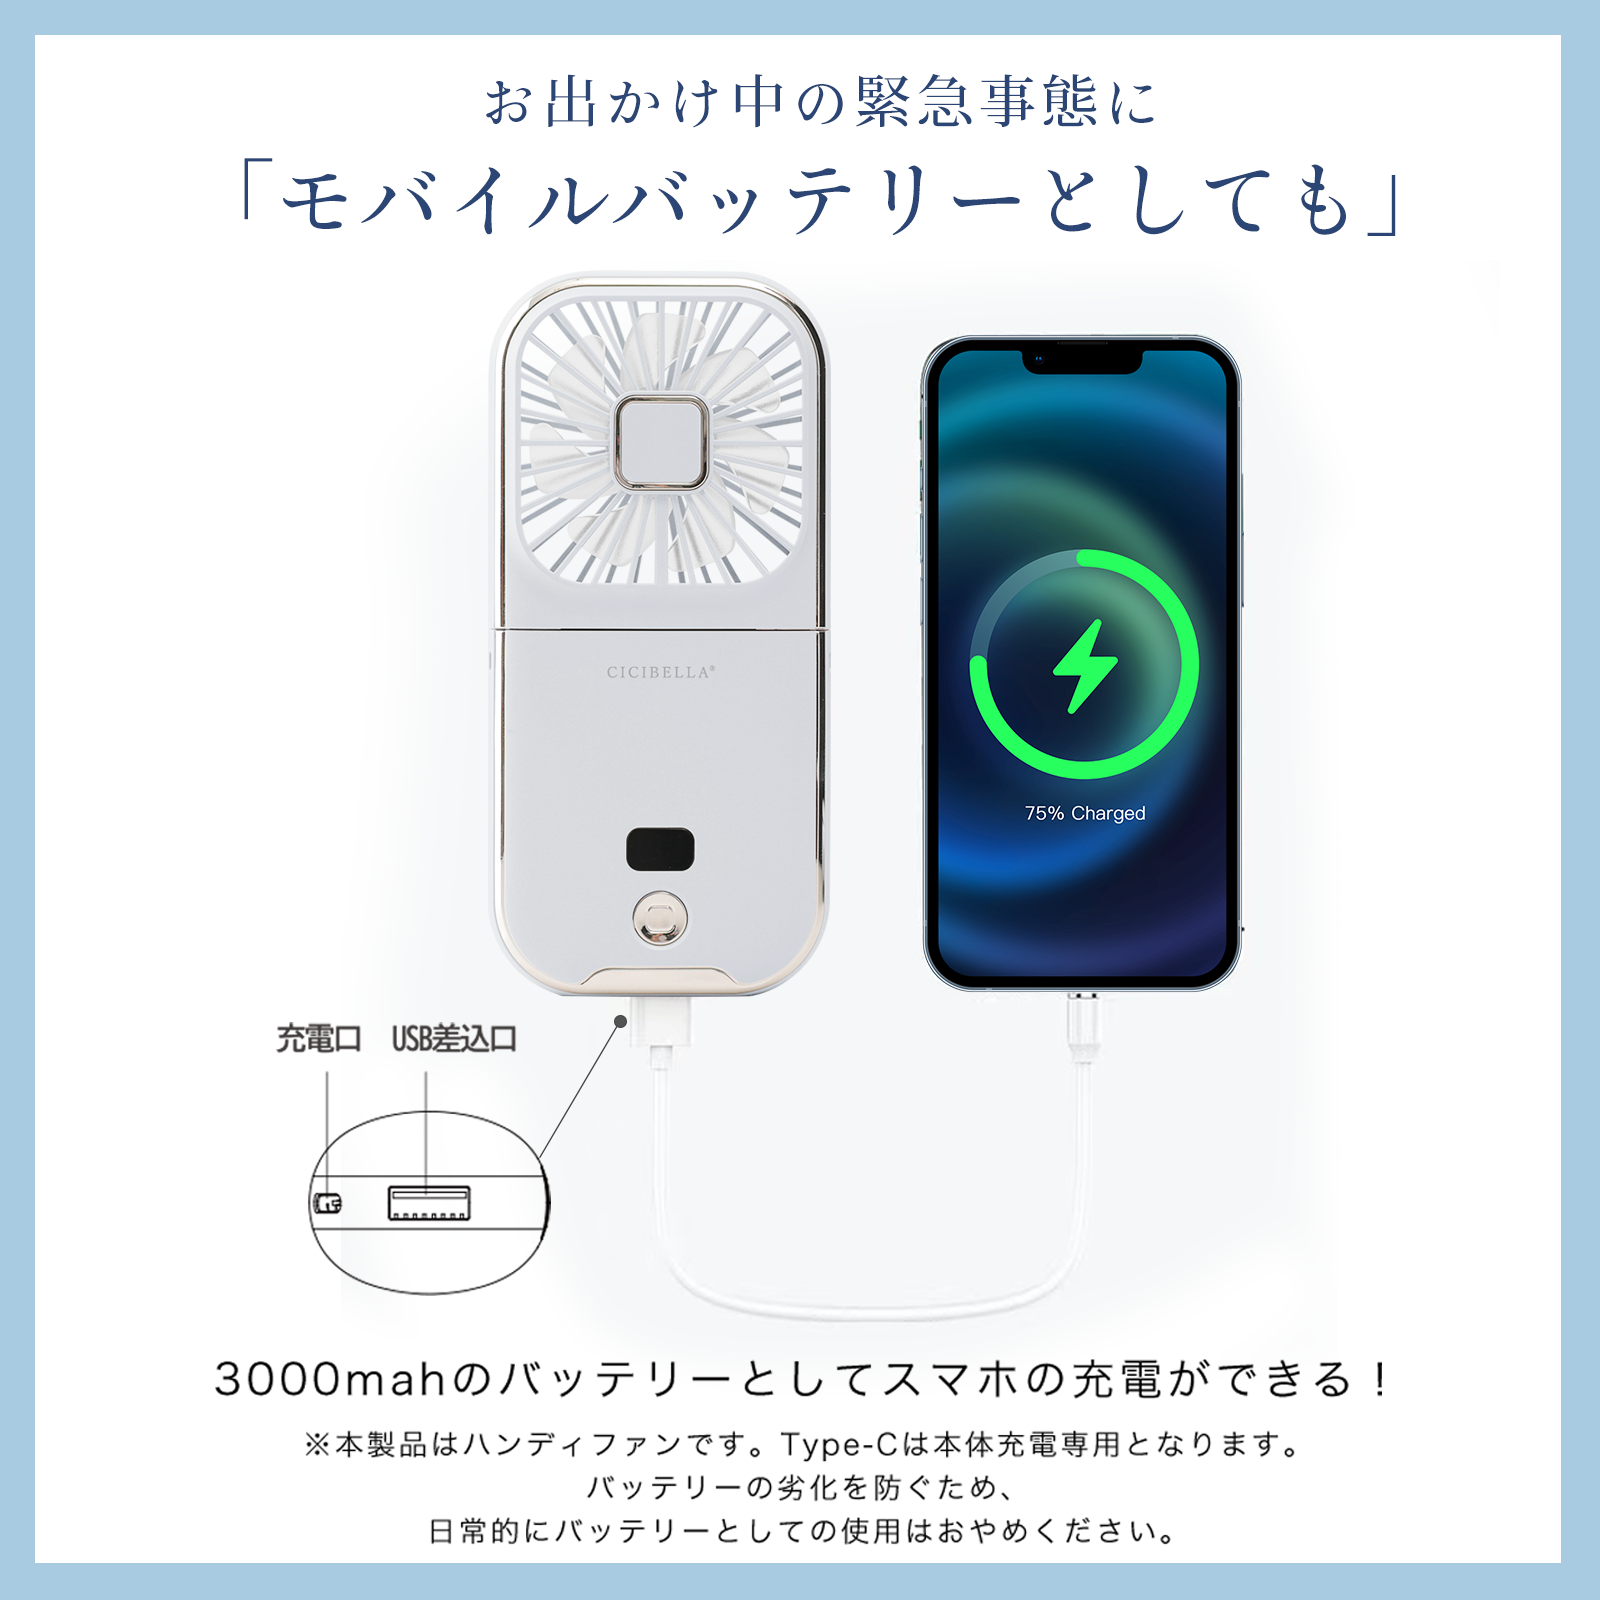 お出かけ中の緊急事態に
「モバイルバッテリーとしても」
CICIBELLA®
75% Charged
充電口 USB差込口
3000mahのバッテリーとしてスマホの充電ができる！
※本製品はハンディファンです。Type-Cは本体充電専用となります。
バッテリーの劣化を防ぐため、
日常的にバッテリーとしての使用はおやめください。